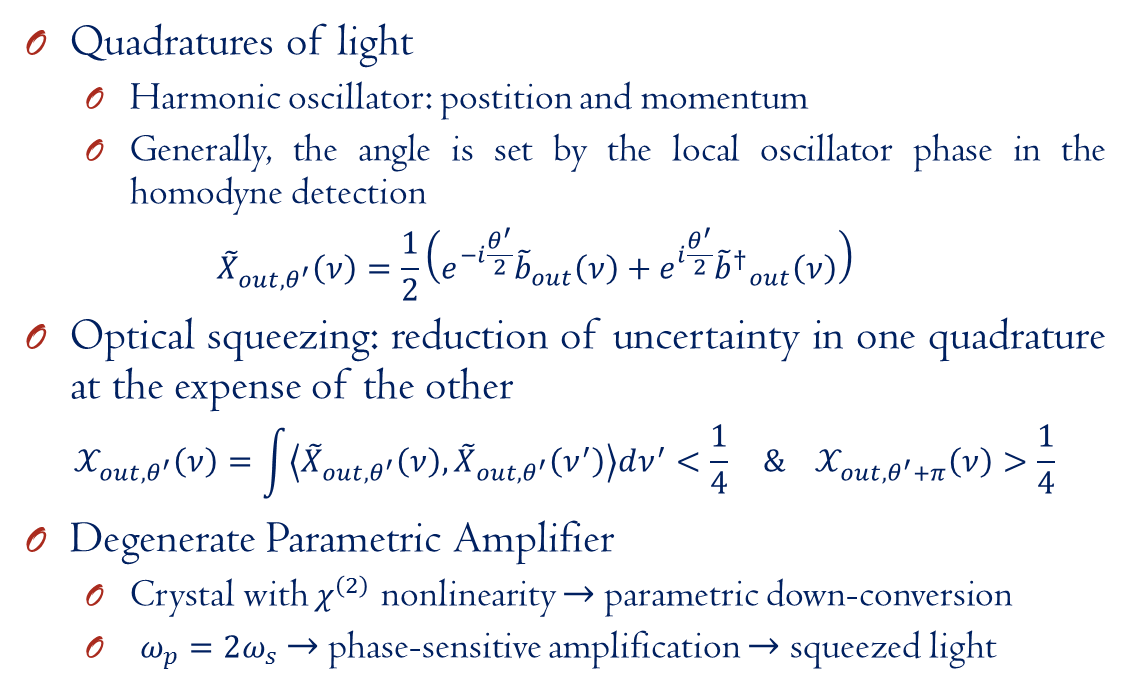 Quadratures of light
Harmonic oscillator: postition and momentum
Generally, the angle is set by the local oscillator phase in the
homodyne detection
X̃_{out,θ′}(ν) = 1/2 (e^{-i θ′/2} b̃_{out}(ν) + e^{i θ′/2} b̃†_{out}(ν))
Optical squeezing: reduction of uncertainty in one quadrature
at the expense of the other
𝒳_{out,θ′}(ν) = ∫⟨X̃_{out,θ′}(ν), X̃_{out,θ′}(ν′)⟩dν′ < 1/4 & 𝒳_{out,θ′+π}(ν) > 1/4
Degenerate Parametric Amplifier
Crystal with χ⁽²⁾ nonlinearity → parametric down-conversion
ω_p = 2ω_s → phase-sensitive amplification → squeezed light